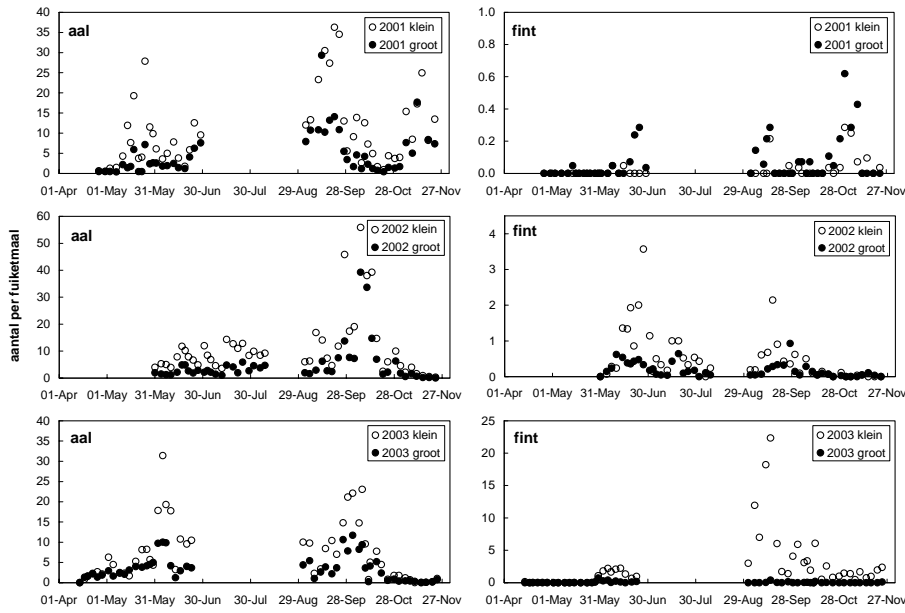 aantal per fuiketmaal
aal
2001 klein
2001 groot
40
35
30
25
20
15
10
5
0
01-Apr 01-May 31-May 30-Jun 30-Jul 29-Aug 28-Sep 28-Oct 27-Nov
fint
2001 klein
2001 groot
1.0
0.8
0.6
0.4
0.2
0.0
01-Apr 01-May 31-May 30-Jun 30-Jul 29-Aug 28-Sep 28-Oct 27-Nov
aal
2002 klein
2002 groot
60
50
40
30
20
10
0
01-Apr 01-May 31-May 30-Jun 30-Jul 29-Aug 28-Sep 28-Oct 27-Nov
fint
2002 klein
2002 groot
4
3
2
1
0
01-Apr 01-May 31-May 30-Jun 30-Jul 29-Aug 28-Sep 28-Oct 27-Nov
aal
2003 klein
2003 groot
40
35
30
25
20
15
10
5
0
01-Apr 01-May 31-May 30-Jun 30-Jul 29-Aug 28-Sep 28-Oct 27-Nov
fint
2003 klein
2003 groot
25
20
15
10
5
0
01-Apr 01-May 31-May 30-Jun 30-Jul 29-Aug 28-Sep 28-Oct 27-Nov